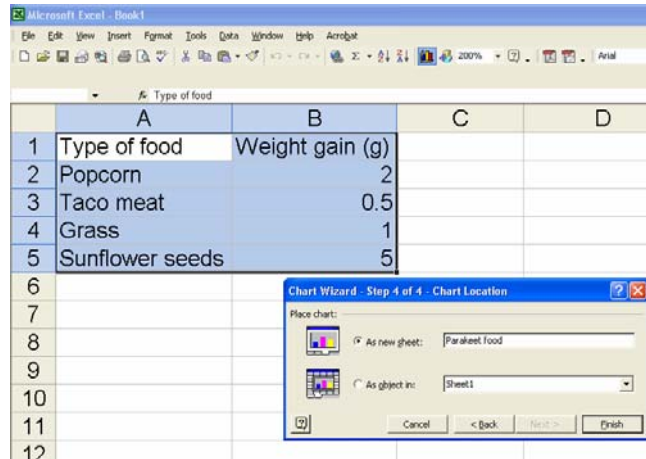 Microsoft Excel - Book1
File Edit View Insert Format Tools Data Window Help Acrobat
200% Arial
fx Type of food
A B C D
1 Type of food Weight gain (g)
2 Popcorn 2
3 Taco meat 0.5
4 Grass 1
5 Sunflower seeds 5
6
7
8
9
10
11
12
Chart Wizard - Step 4 of 4 - Chart Location
Place chart:
As new sheet: Parakeet food
As object in: Sheet1
Cancel < Back Next > Finish